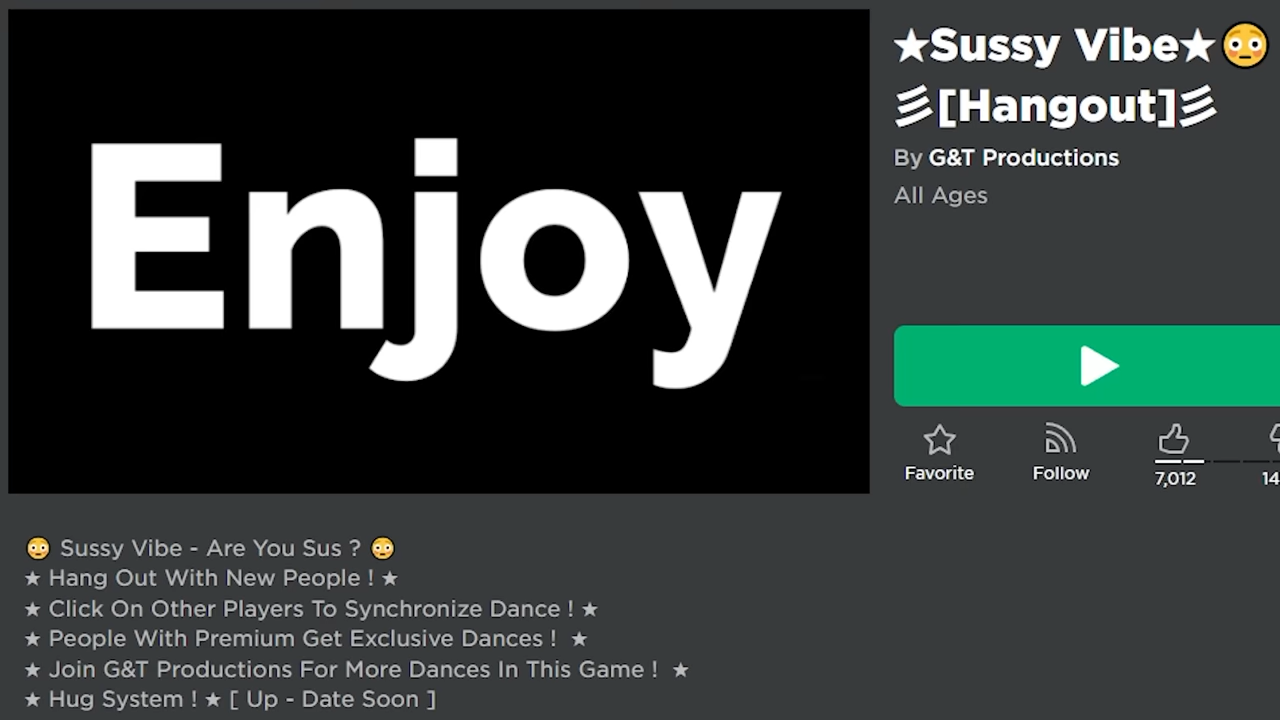 Enjoy
★Sussy Vibe★😳
彡[Hangout]彡
By G&T Productions
All Ages
Favorite
Follow
7,012
14
😳 Sussy Vibe - Are You Sus ? 😳
★ Hang Out With New People ! ★
★ Click On Other Players To Synchronize Dance ! ★
★ People With Premium Get Exclusive Dances ! ★
★ Join G&T Productions For More Dances In This Game ! ★
★ Hug System ! ★ [ Up - Date Soon ]